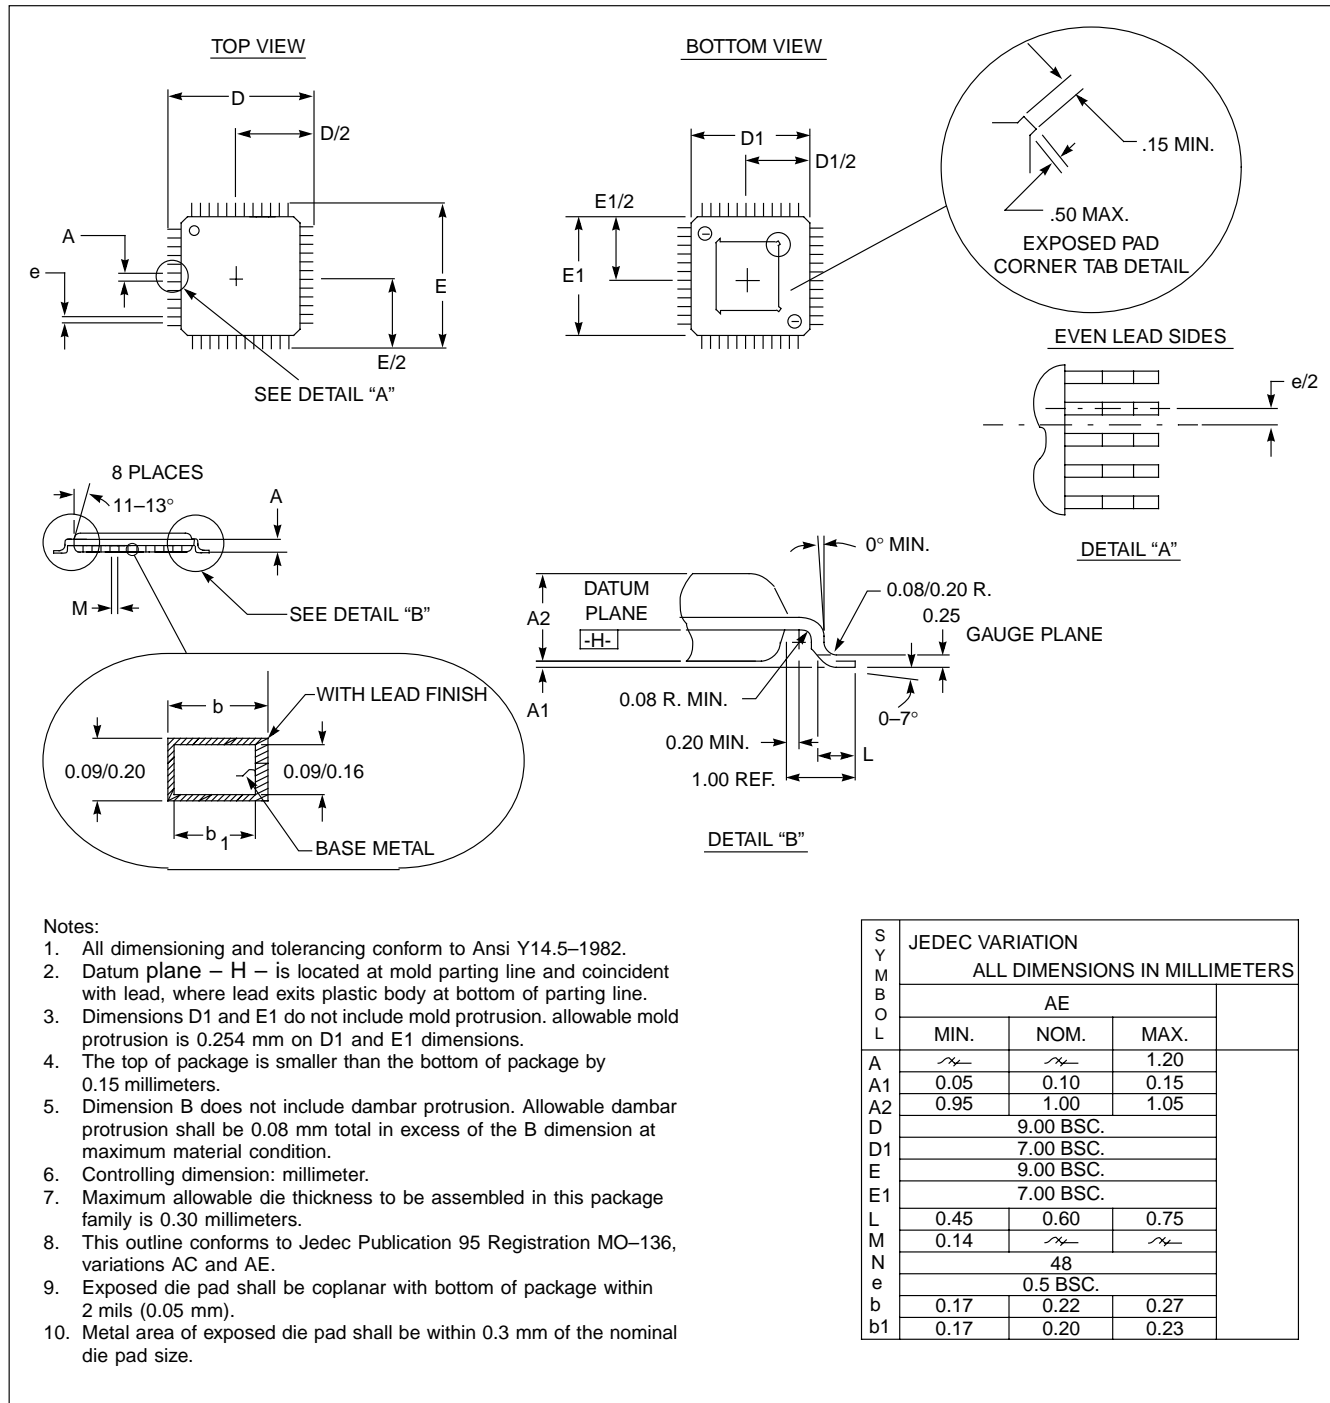 TOP VIEW
BOTTOM VIEW
D
D/2
A
e
E
E/2
SEE DETAIL “A”
D1
D1/2
E1/2
E1
.15 MIN.
.50 MAX.
EXPOSED PAD
CORNER TAB DETAIL
EVEN LEAD SIDES
e/2
DETAIL “A”
8 PLACES
11–13°
A
M
SEE DETAIL “B”
b
WITH LEAD FINISH
0.09/0.20
0.09/0.16
b1
BASE METAL
0° MIN.
DATUM
PLANE
-H-
A2
A1
0.08/0.20 R.
0.25
GAUGE PLANE
0.08 R. MIN.
0–7°
0.20 MIN.
L
1.00 REF.
DETAIL “B”
Notes:
1. All dimensioning and tolerancing conform to Ansi Y14.5–1982.
2. Datum plane – H – is located at mold parting line and coincident
with lead, where lead exits plastic body at bottom of parting line.
3. Dimensions D1 and E1 do not include mold protrusion. allowable mold
protrusion is 0.254 mm on D1 and E1 dimensions.
4. The top of package is smaller than the bottom of package by
0.15 millimeters.
5. Dimension B does not include dambar protrusion. Allowable dambar
protrusion shall be 0.08 mm total in excess of the B dimension at
maximum material condition.
6. Controlling dimension: millimeter.
7. Maximum allowable die thickness to be assembled in this package
family is 0.30 millimeters.
8. This outline conforms to Jedec Publication 95 Registration MO–136,
variations AC and AE.
9. Exposed die pad shall be coplanar with bottom of package within
2 mils (0.05 mm).
10. Metal area of exposed die pad shall be within 0.3 mm of the nominal
die pad size.
SYMBOL
JEDEC VARIATION
ALL DIMENSIONS IN MILLIMETERS
AE
MIN. NOM. MAX.
A 1.20
A1 0.05 0.10 0.15
A2 0.95 1.00 1.05
D 9.00 BSC.
D1 7.00 BSC.
E 9.00 BSC.
E1 7.00 BSC.
L 0.45 0.60 0.75
M 0.14
N 48
e 0.5 BSC.
b 0.17 0.22 0.27
b1 0.17 0.20 0.23